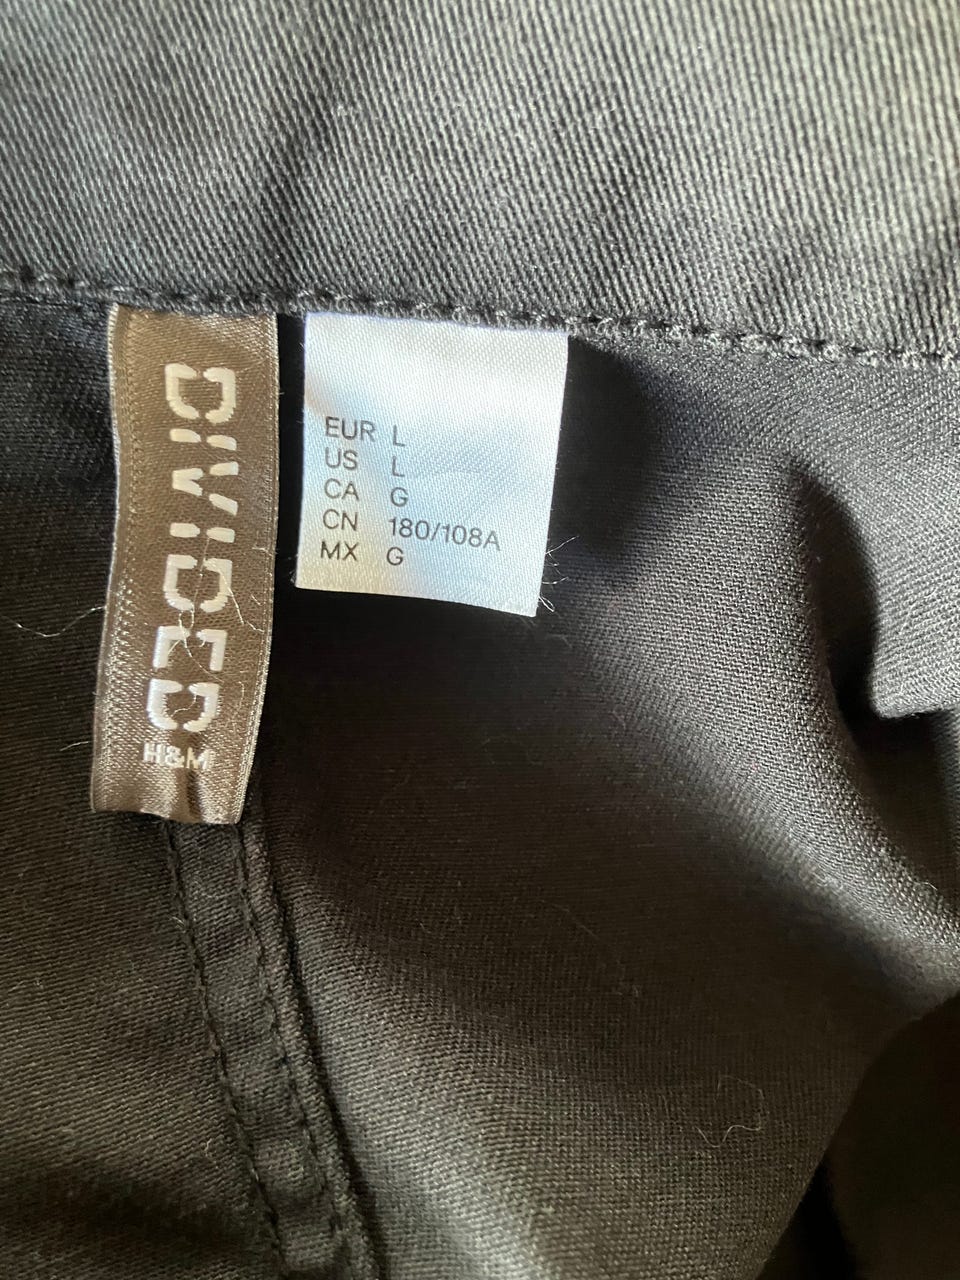 DIVIDED
H&M
EUR L
US L
CA G
CN 180/108A
MX G